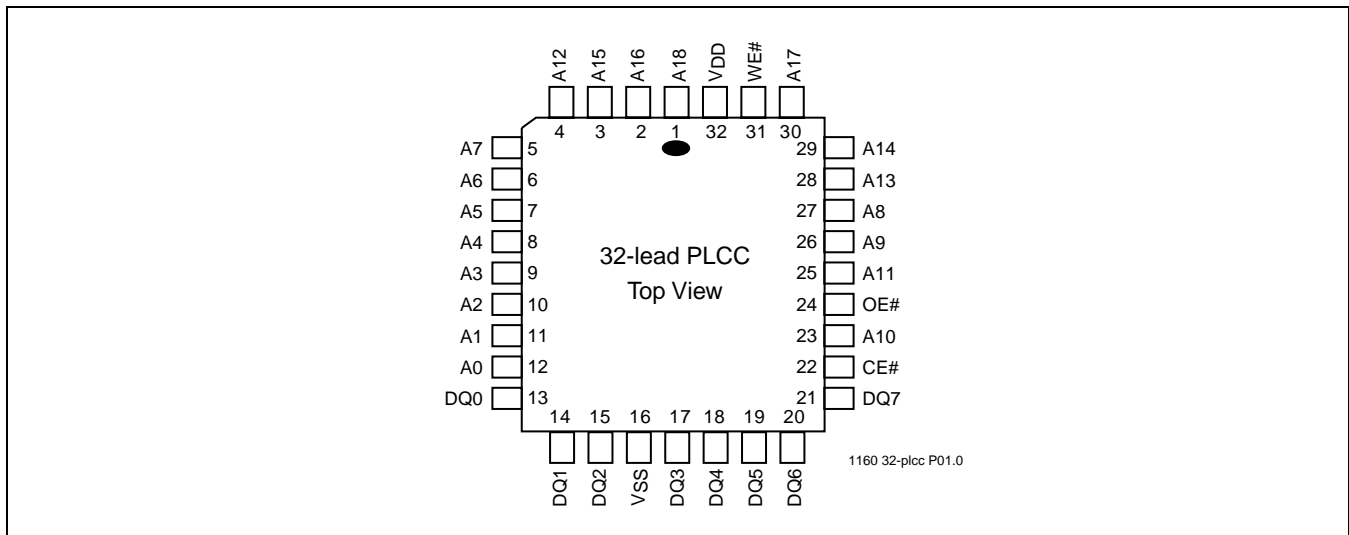 A12 A15 A16 A18 VDD WE# A17
4 3 2 1 32 31 30
A7 5 29 A14
A6 6 28 A13
A5 7 27 A8
A4 8 26 A9
32-lead PLCC
A3 9 25 A11
Top View
A2 10 24 OE#
A1 11 23 A10
A0 12 22 CE#
DQ0 13 21 DQ7
14 15 16 17 18 19 20
DQ1 DQ2 VSS DQ3 DQ4 DQ5 DQ6
1160 32-plcc P01.0